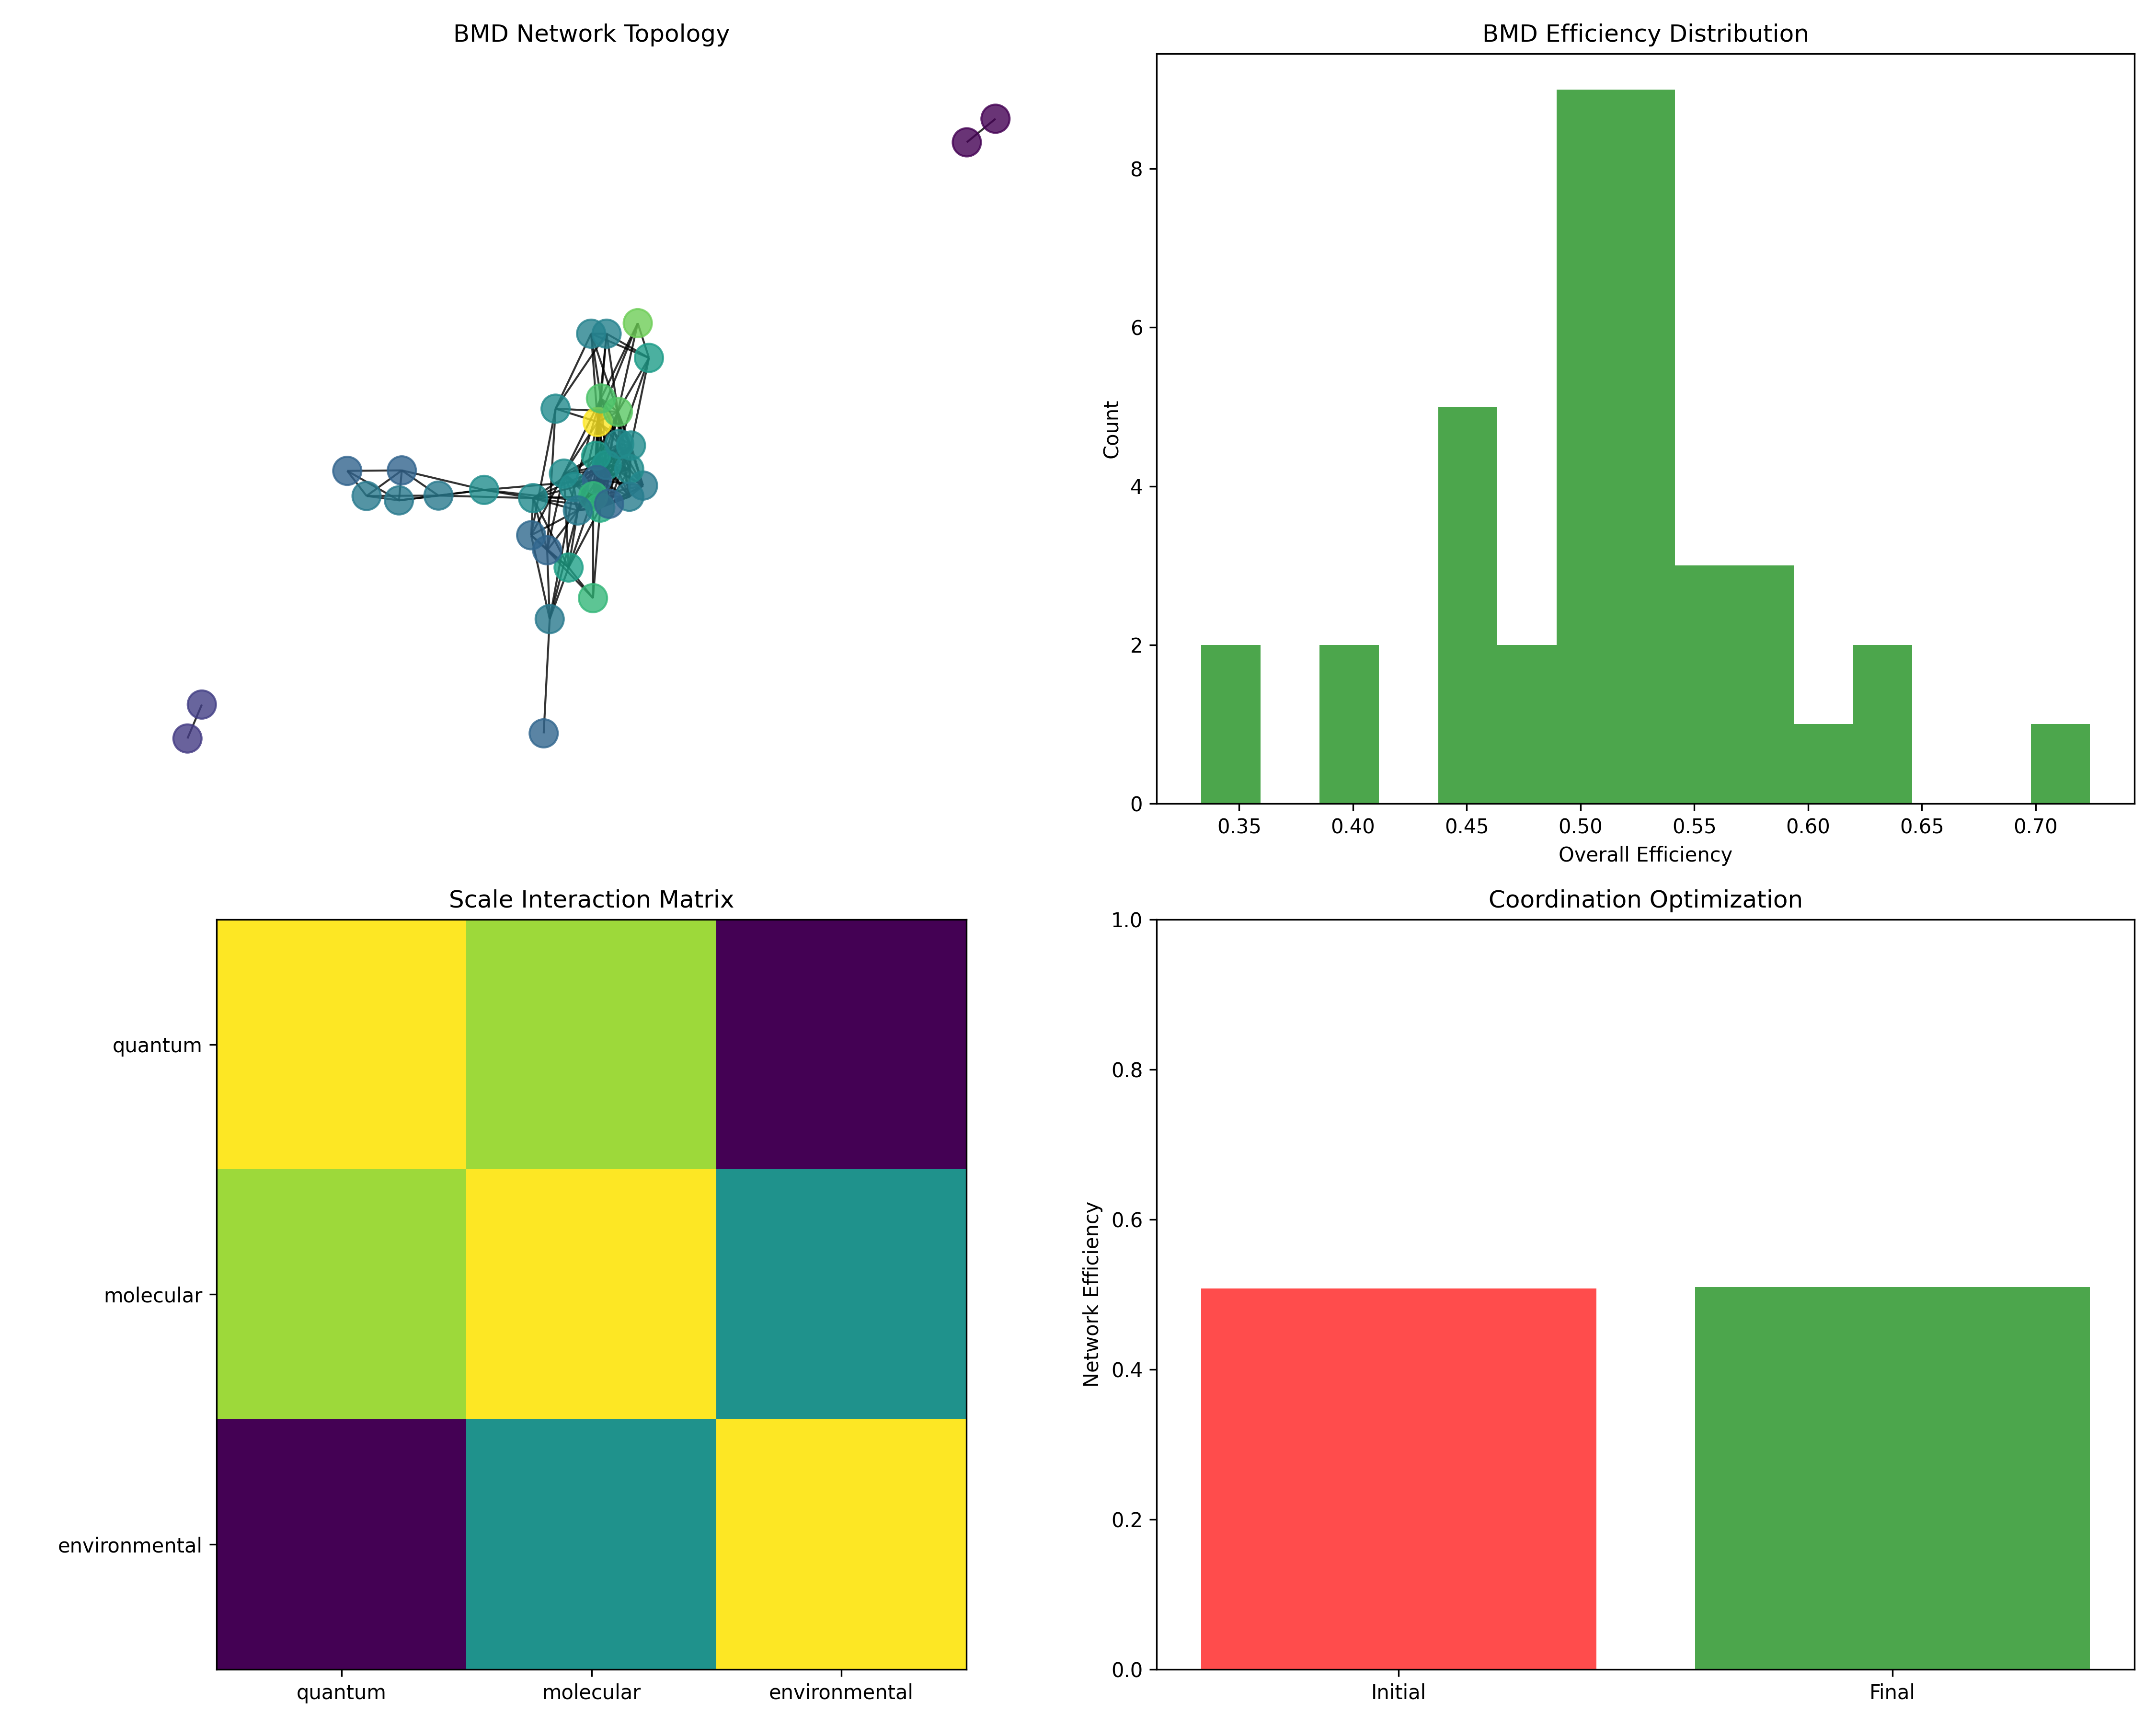 BMD Network Topology
BMD Efficiency Distribution
Count
8
6
4
2
0
0.35 0.40 0.45 0.50 0.55 0.60 0.65 0.70
Overall Efficiency
Scale Interaction Matrix
quantum
molecular
environmental
quantum molecular environmental
Coordination Optimization
Network Efficiency
1.0
0.8
0.6
0.4
0.2
0.0
Initial Final